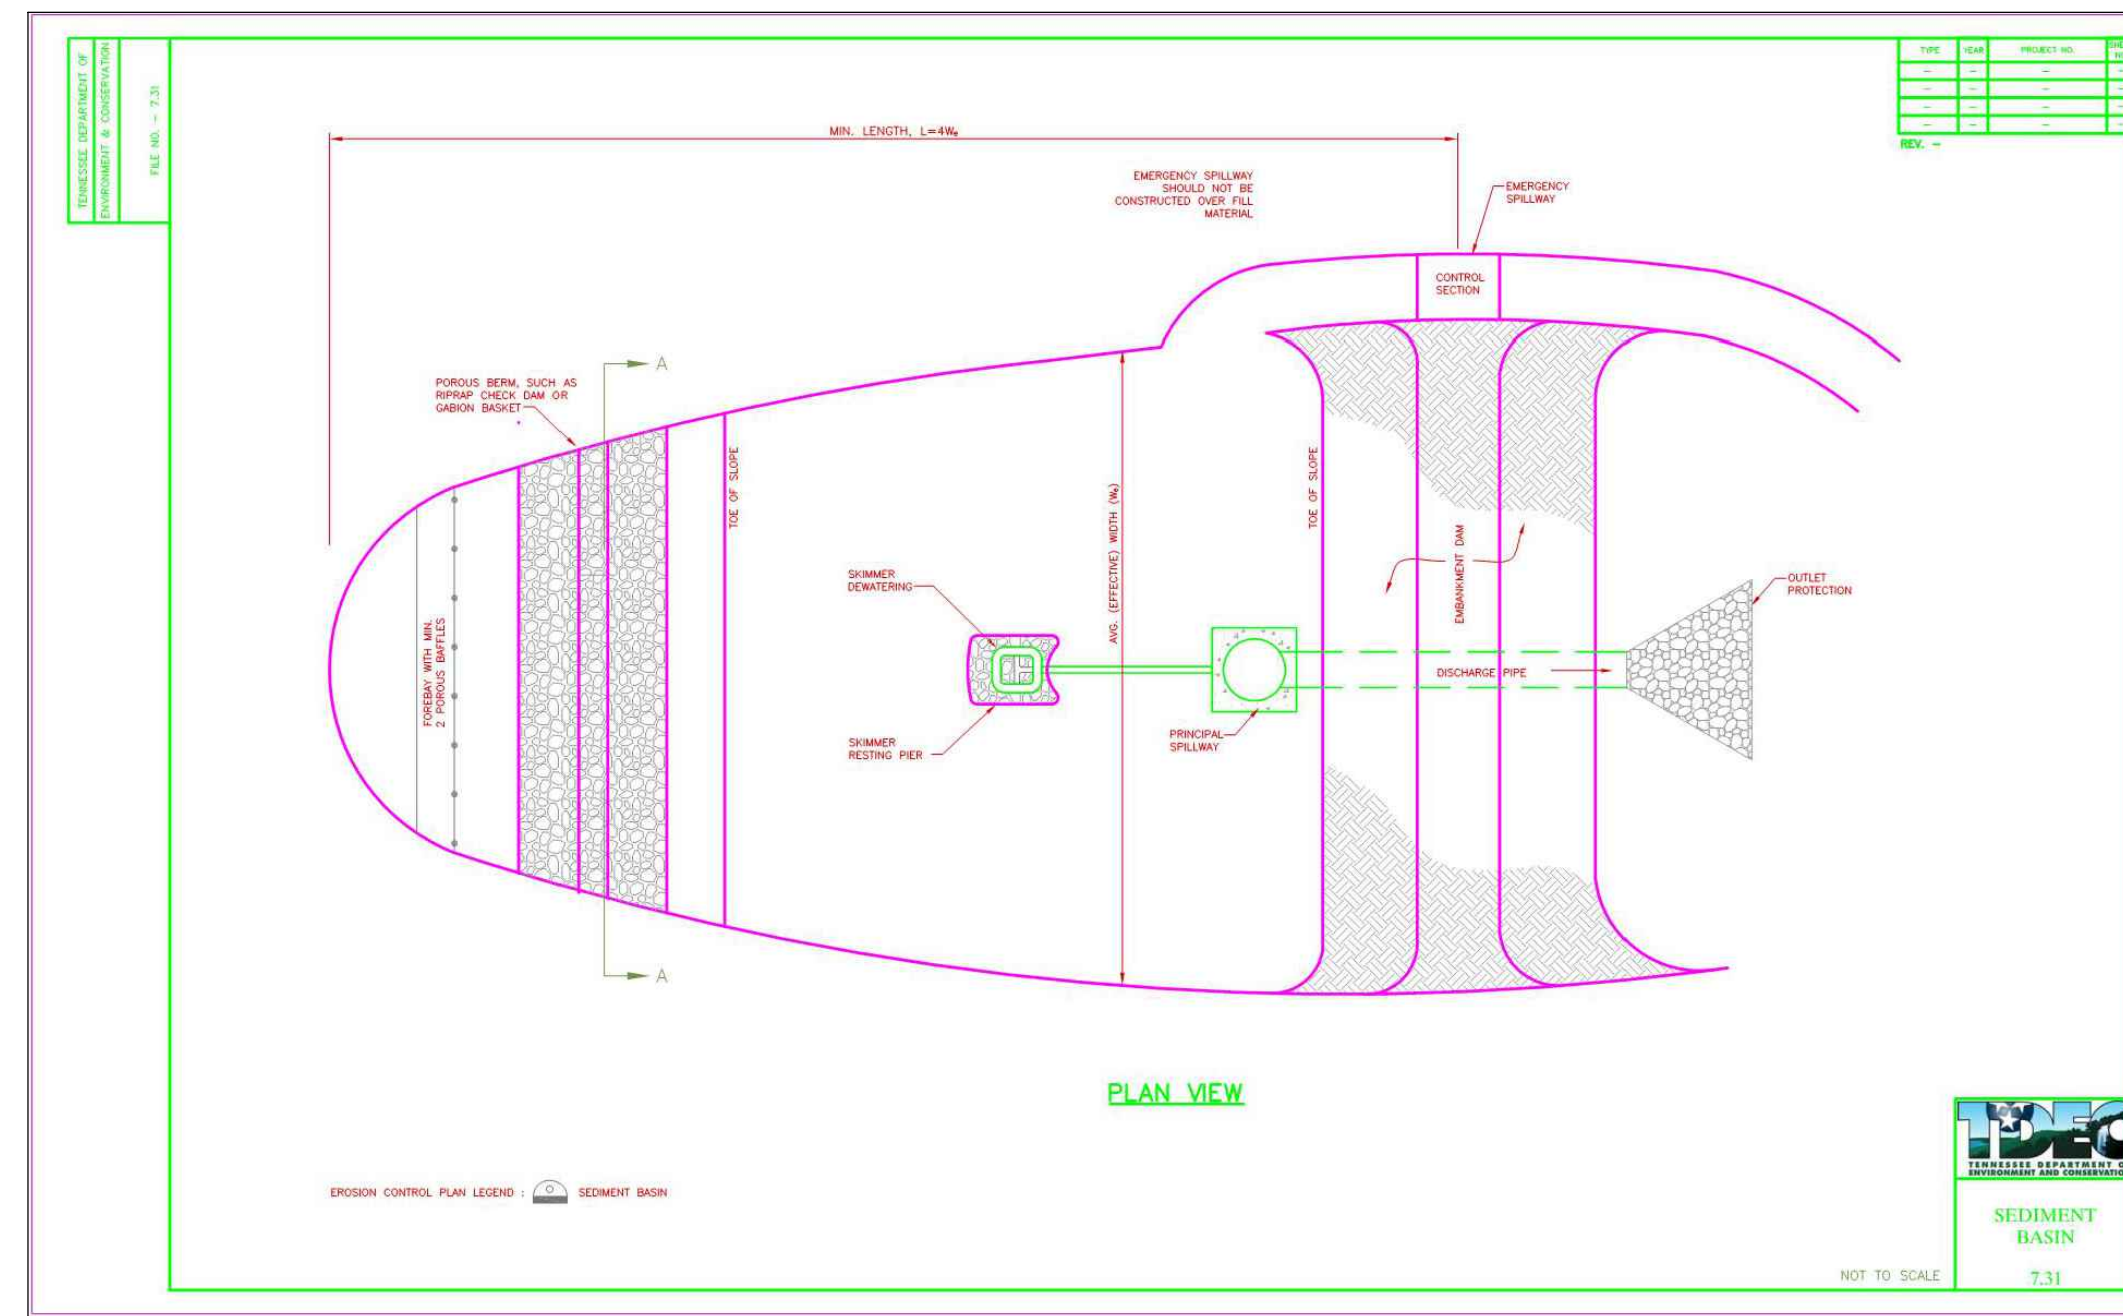 TENNESSEE DEPARTMENT OF
ENVIRONMENT & CONSERVATION
FILE NO. - 7.31
TYPE YEAR PROJECT NO.
- - - -
- - - -
- - - -
- - - -
REV. -
MIN. LENGTH, L=4We
EMERGENCY SPILLWAY
SHOULD NOT BE
CONSTRUCTED OVER FILL
MATERIAL
EMERGENCY
SPILLWAY
CONTROL
SECTION
A
POROUS BERM, SUCH AS
RIPRAP CHECK DAM OR
GABION BASKET
TOE OF SLOPE
TOE OF SLOPE
AVG. (EFFECTIVE) WIDTH (We)
EMBANKMENT DAM
SKIMMER
DEWATERING
OUTLET
PROTECTION
FOREBAY WITH MIN.
2 POROUS BAFFLES
DISCHARGE PIPE
SKIMMER
RESTING PIER
PRINCIPAL
SPILLWAY
A
PLAN VIEW
EROSION CONTROL PLAN LEGEND : SEDIMENT BASIN
TDEC
TENNESSEE DEPARTMENT
ENVIRONMENT AND CONSERVATION
SEDIMENT
BASIN
7.31
NOT TO SCALE